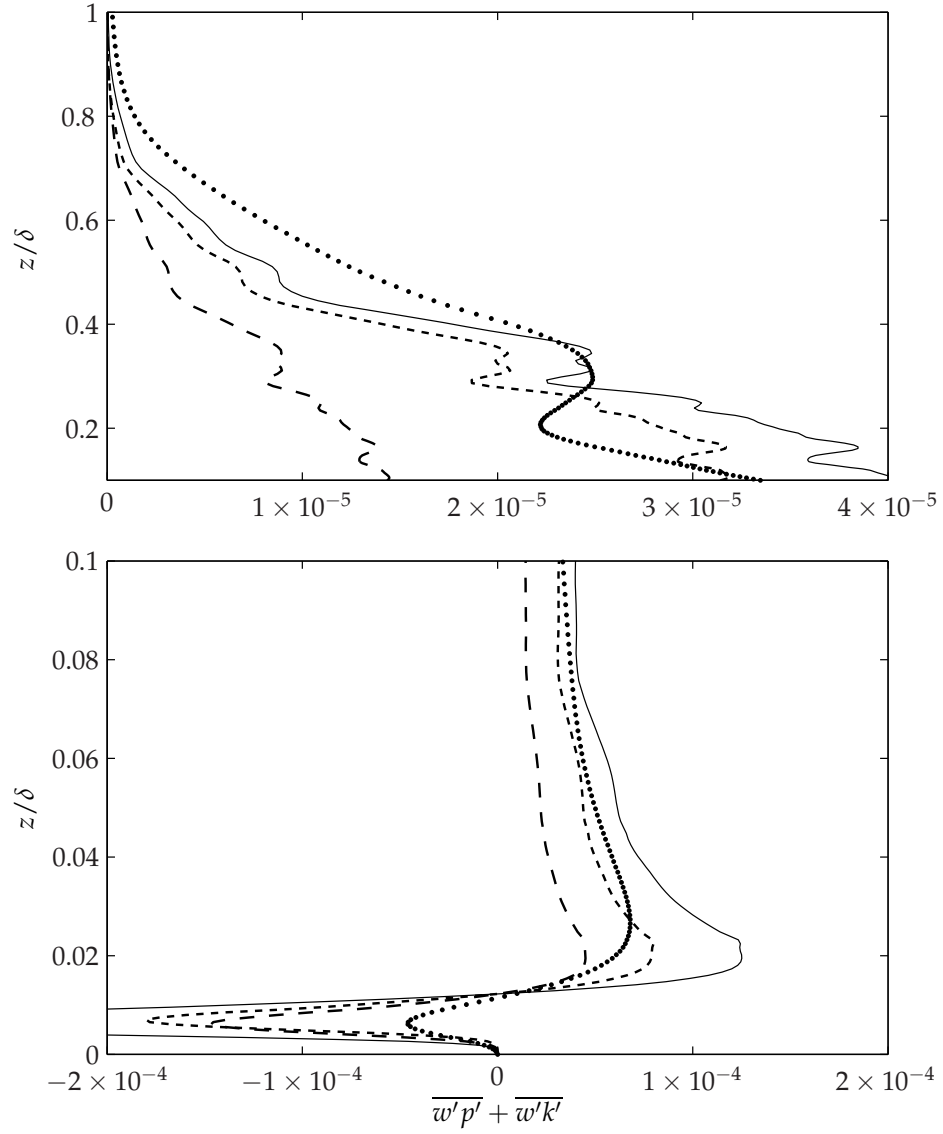 1
0.8
0.6
z/δ
0.4
0.2
0 1 × 10⁻⁵ 2 × 10⁻⁵ 3 × 10⁻⁵ 4 × 10⁻⁵
0.1
0.08
0.06
z/δ
0.04
0.02
0
−2 × 10⁻⁴ −1 × 10⁻⁴ 0 1 × 10⁻⁴ 2 × 10⁻⁴
w′p′ + w′k′